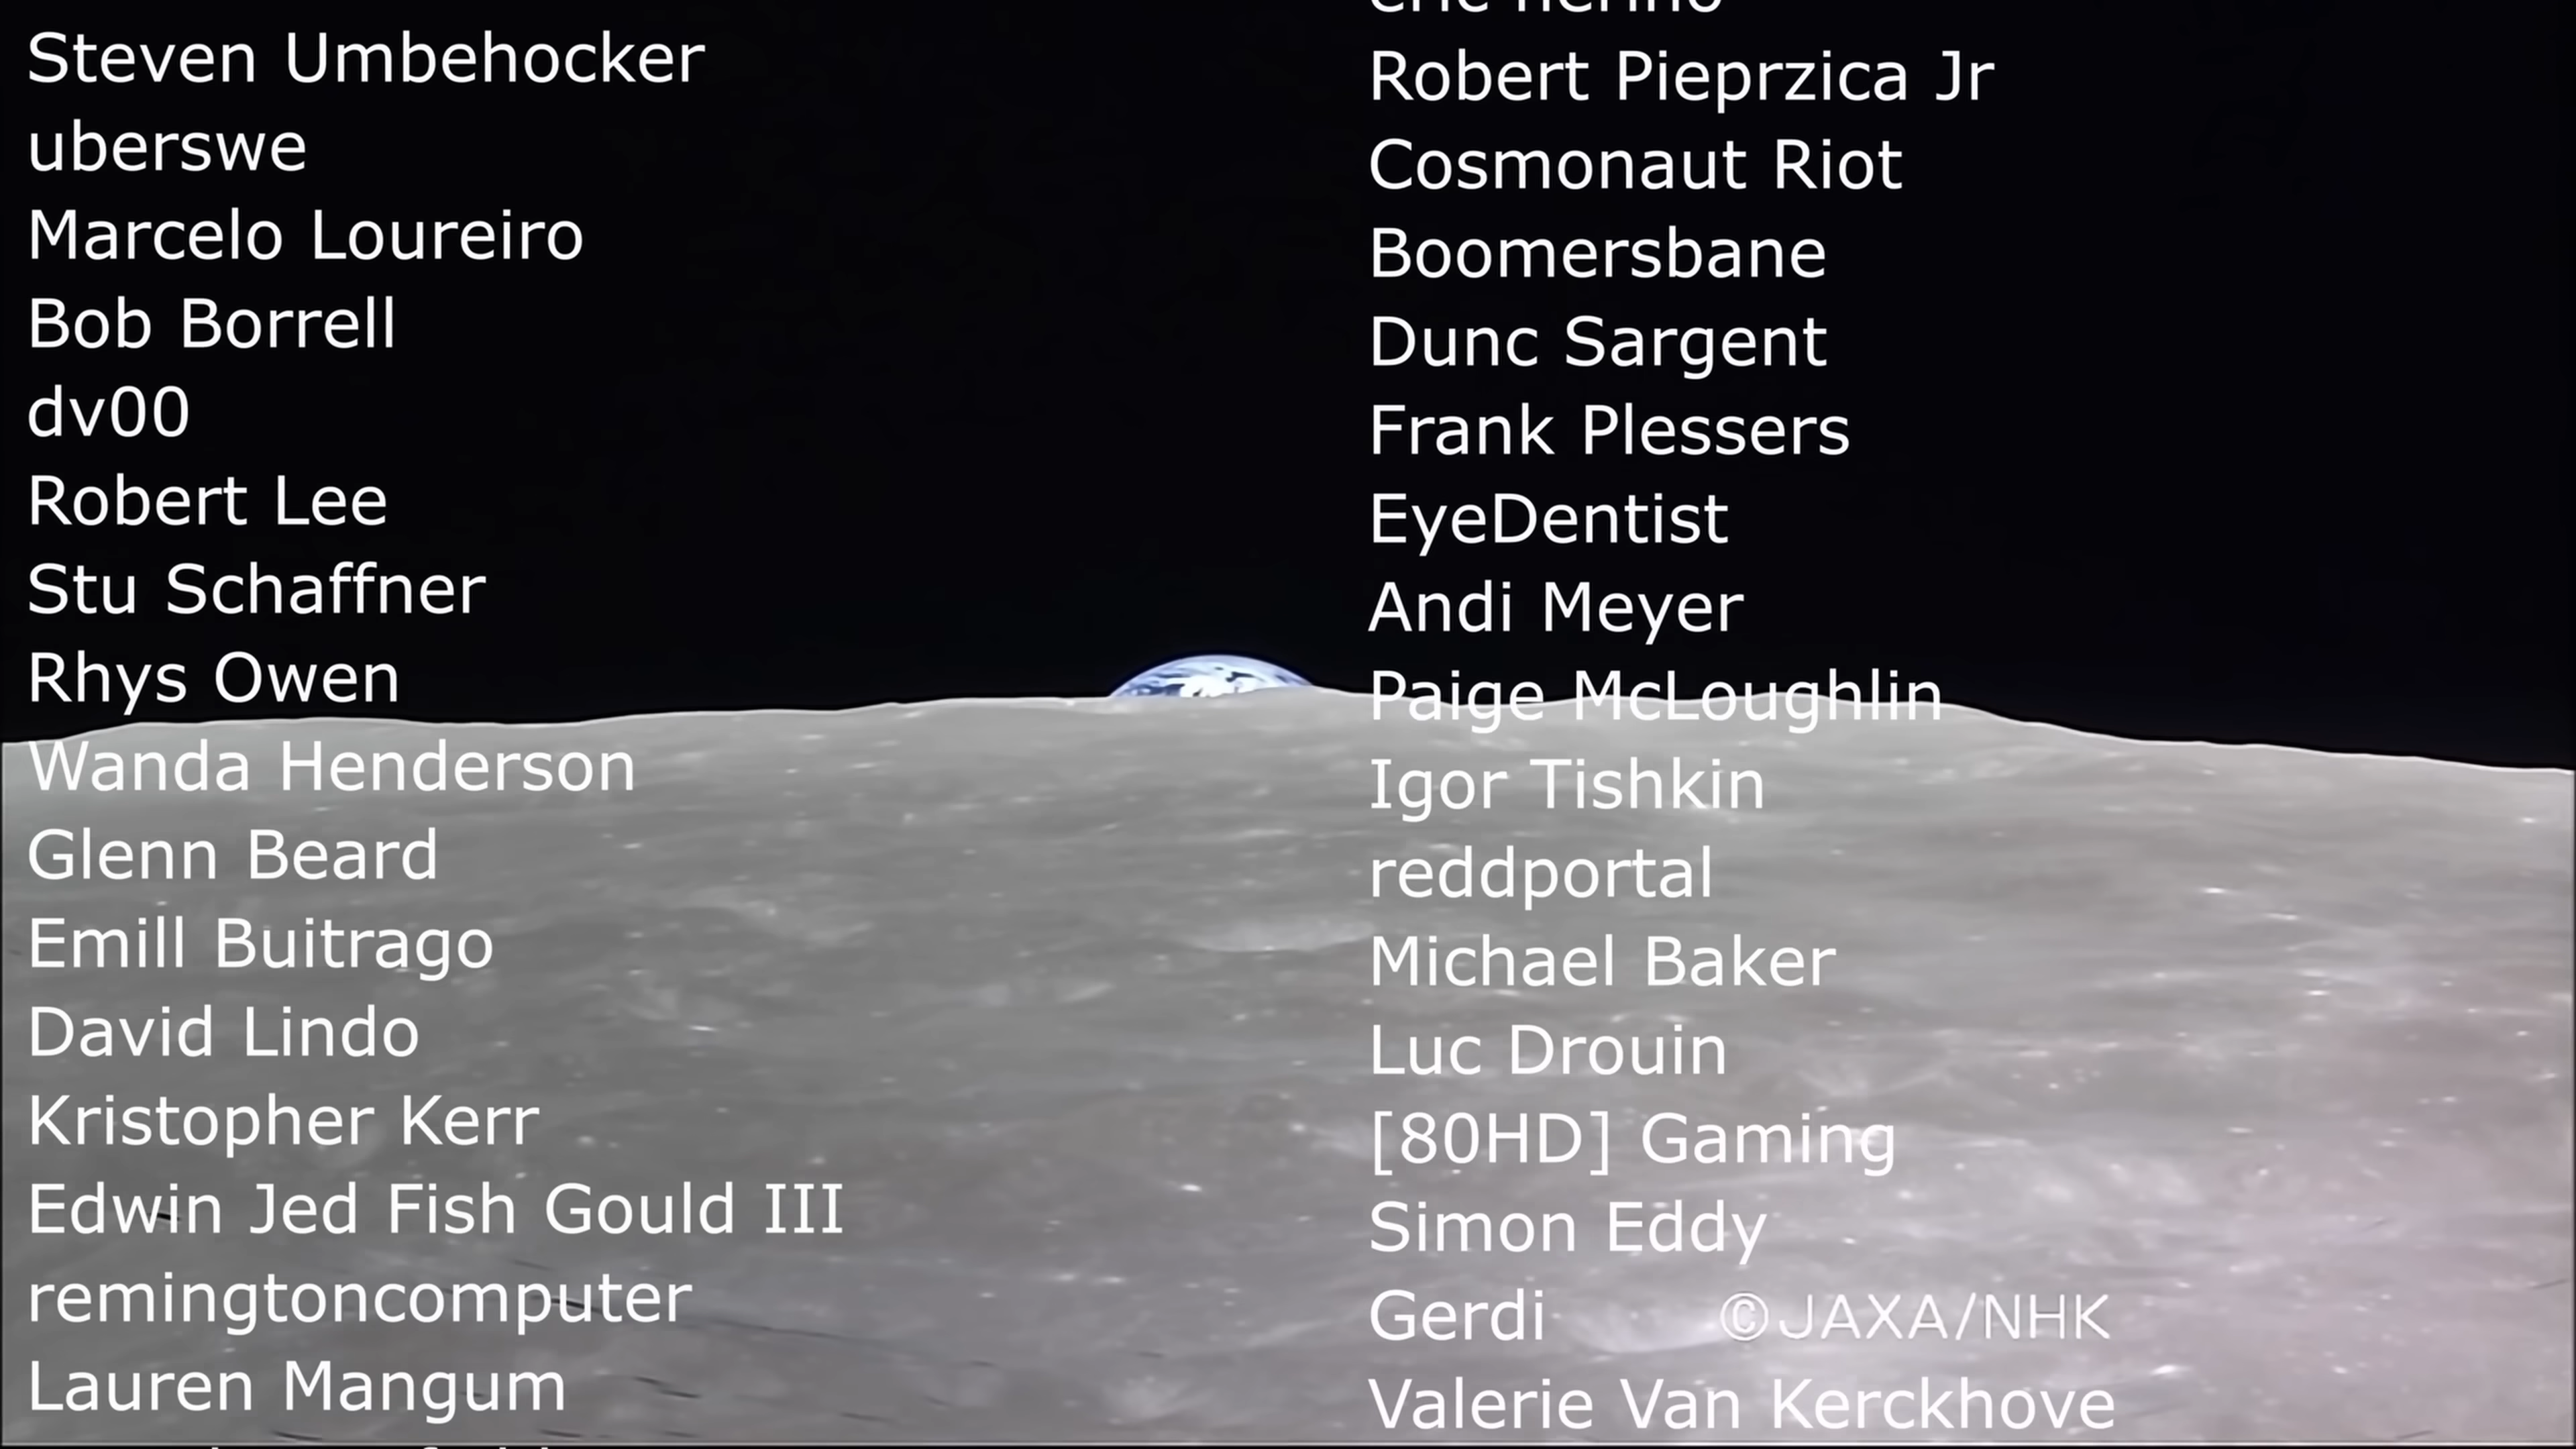 Steven Umbehocker
uberswe
Marcelo Loureiro
Bob Borrell
dv00
Robert Lee
Stu Schaffner
Rhys Owen
Wanda Henderson
Glenn Beard
Emill Buitrago
David Lindo
Kristopher Kerr
Edwin Jed Fish Gould III
remingtoncomputer
Lauren Mangum
Robert Pieprzica Jr
Cosmonaut Riot
Boomersbane
Dunc Sargent
Frank Plessers
EyeDentist
Andi Meyer
Paige McLoughlin
Igor Tishkin
reddportal
Michael Baker
Luc Drouin
[80HD] Gaming
Simon Eddy
Gerdi
©JAXA/NHK
Valerie Van Kerckhove